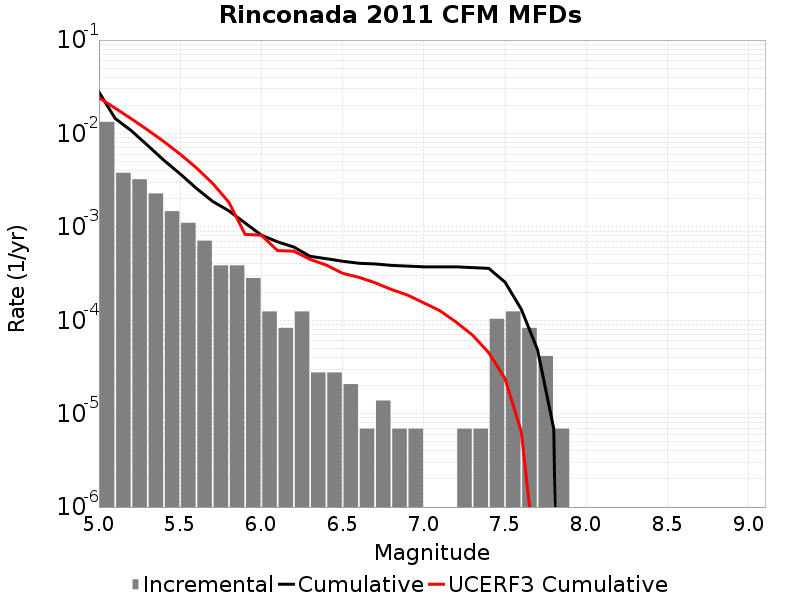 Rinconada 2011 CFM MFDs
10-1
10-2
10-3
10-4
10-5
10-6
Rate (1/yr)
5.0 5.5 6.0 6.5 7.0 7.5 8.0 8.5 9.0
Magnitude
Incremental Cumulative UCERF3 Cumulative